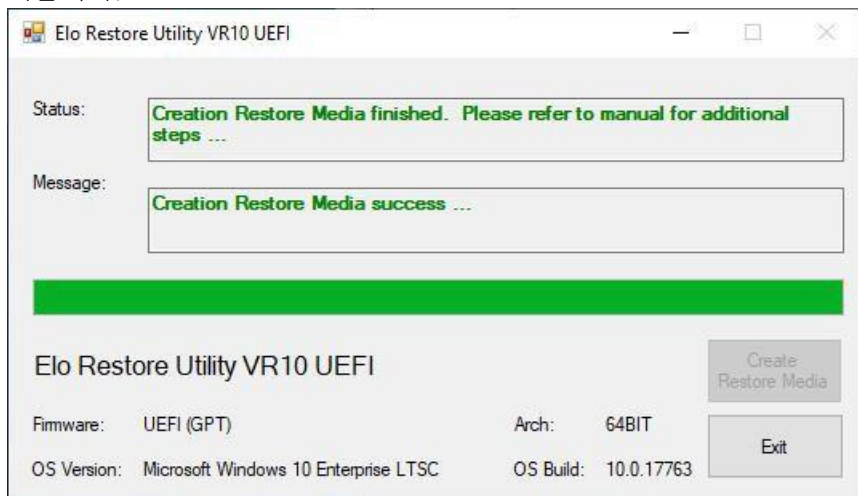 Elo Restore Utility VR10 UEFI
Status:
Creation Restore Media finished. Please refer to manual for additional
steps ...
Message:
Creation Restore Media success ...
Elo Restore Utility VR10 UEFI
Create
Restore Media
Firmware: UEFI (GPT) Arch: 64BIT
Exit
OS Version: Microsoft Windows 10 Enterprise LTSC OS Build: 10.0.17763